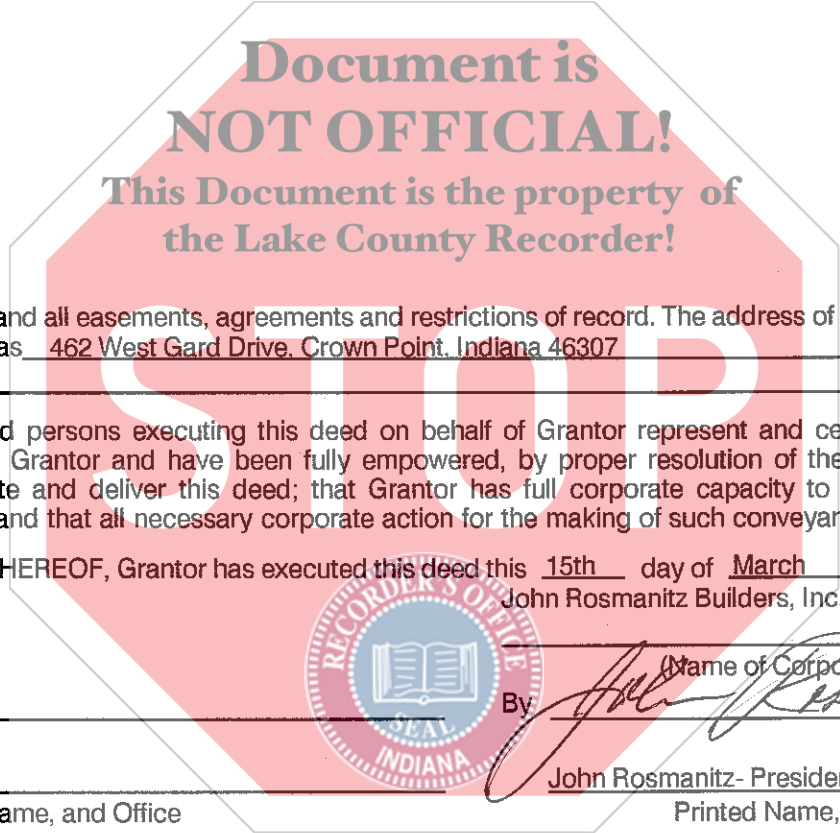 Document is
NOT OFFICIAL!
This Document is the property of
the Lake County Recorder!
STOP
and all easements, agreements and restrictions of record. The address of
as 462 West Gard Drive, Crown Point, Indiana 46307
d persons executing this deed on behalf of Grantor represent and ce
Grantor and have been fully empowered, by proper resolution of the
te and deliver this deed; that Grantor has full corporate capacity to
and that all necessary corporate action for the making of such conveyan
HEREOF, Grantor has executed this deed this 15th day of March
John Rosmanitz Builders, Inc.
RECORDER'S OFFICE
SEAL
INDIANA
(Name of Corpo
By John
John Rosmanitz- Presiden
ame, and Office
Printed Name,